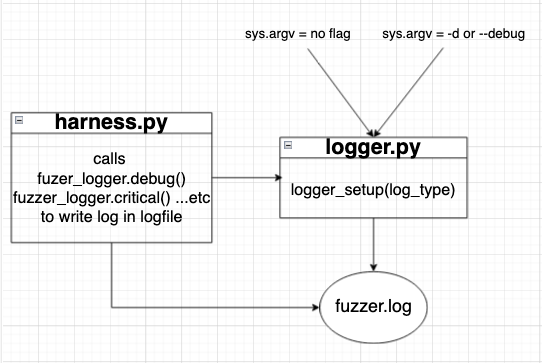 sys.argv = no flag
sys.argv = -d or --debug
harness.py
calls
fuzer_logger.debug()
fuzzer_logger.critical() ...etc
to write log in logfile
logger.py
logger_setup(log_type)
fuzzer.log